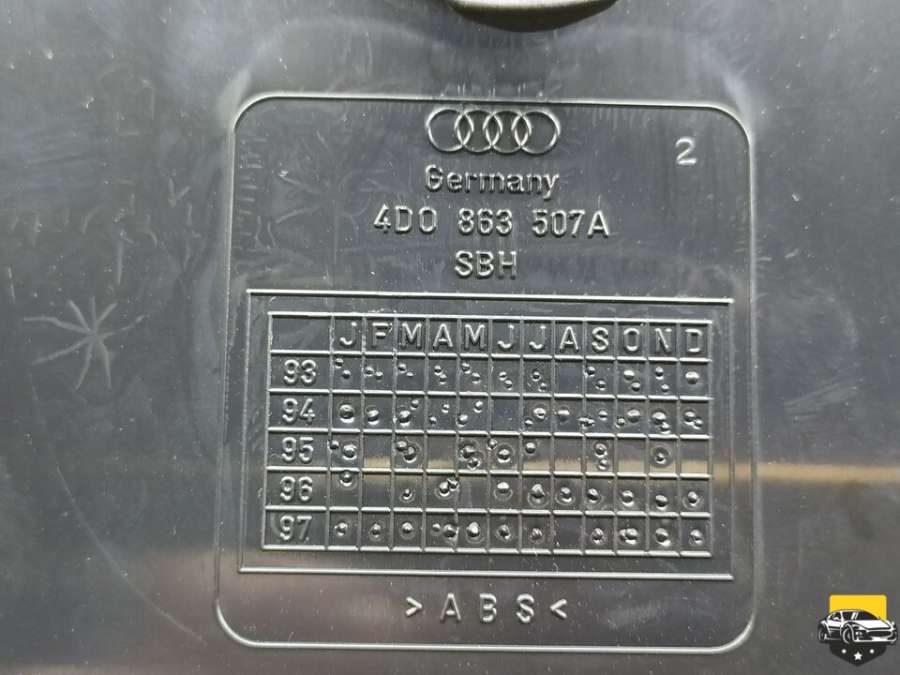 2
Germany
4D0 863 507A
SBH
J F M A M J J A S O N D
93
94
95
96
97
>ABS<